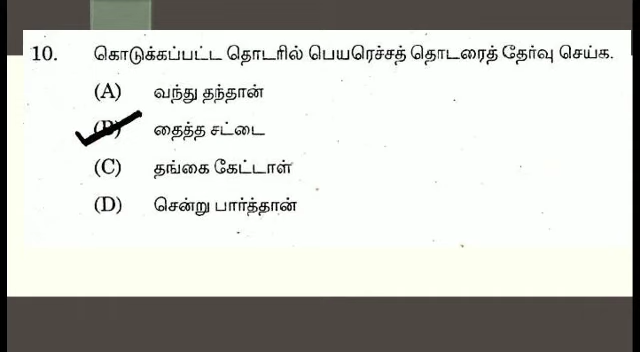 10. கொடுக்கப்பட்ட தொடரில் பெயரெச்சத் தொடரைத் தேர்வு செய்க.
(A) வந்து தந்தான்
(B) தைத்த சட்டை
(C) தங்கை கேட்டாள்
(D) சென்று பார்த்தான்